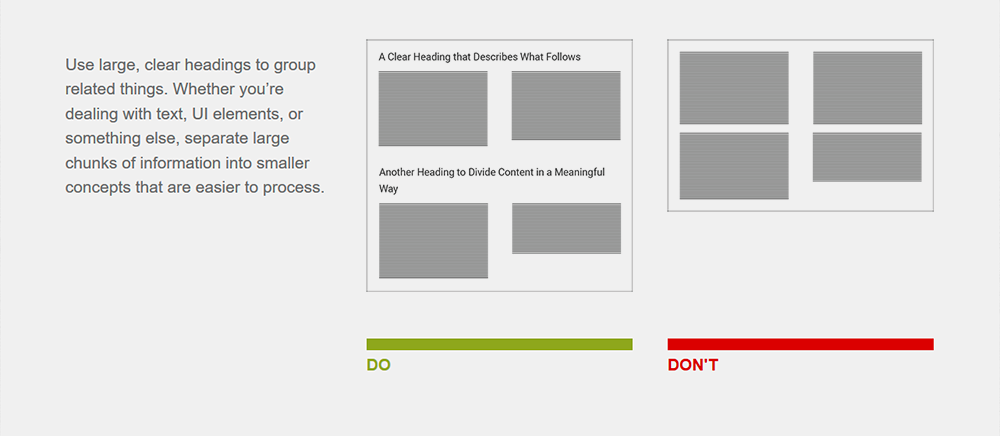 Use large, clear headings to group
related things. Whether you’re
dealing with text, UI elements, or
something else, separate large
chunks of information into smaller
concepts that are easier to process.
A Clear Heading that Describes What Follows
Another Heading to Divide Content in a Meaningful
Way
DO
DON'T